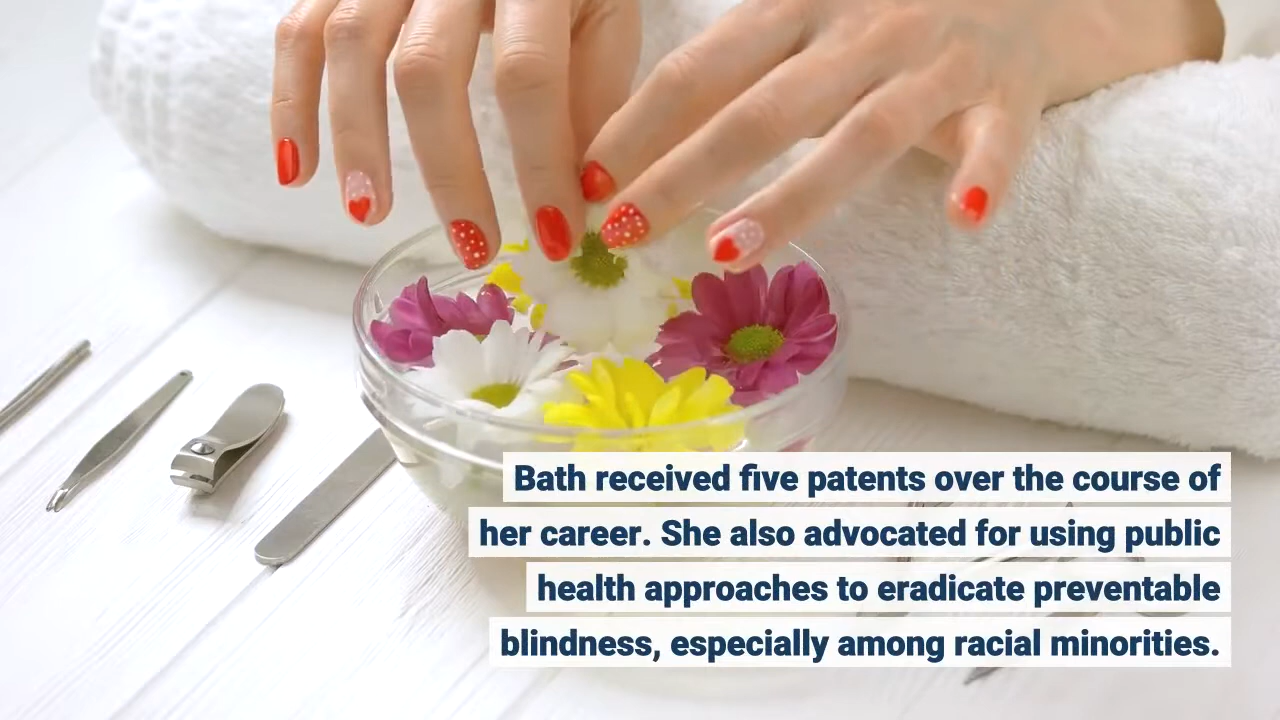 Bath received five patents over the course of
her career. She also advocated for using public
health approaches to eradicate preventable
blindness, especially among racial minorities.